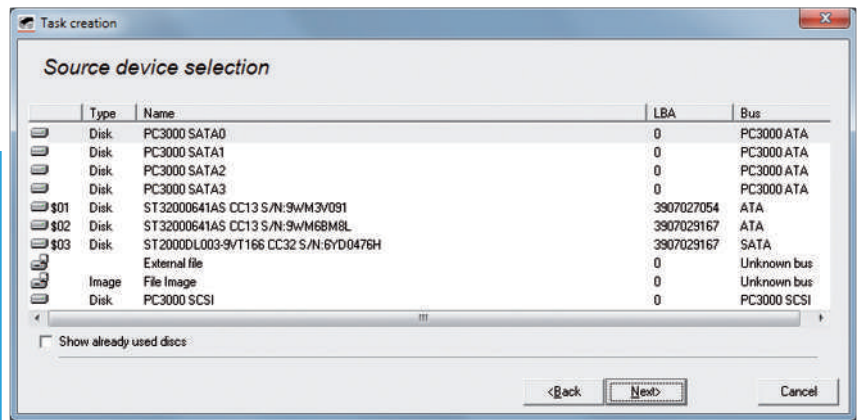 Task creation
Source device selection
Type Name LBA Bus
Disk PC3000 SATA0 0 PC3000 ATA
Disk PC3000 SATA1 0 PC3000 ATA
Disk PC3000 SATA2 0 PC3000 ATA
Disk PC3000 SATA3 0 PC3000 ATA
$01 Disk ST32000641AS CC13 S/N:9WM3V091 3907027054 ATA
$02 Disk ST32000641AS CC13 S/N:9WM6BM8L 3907029167 ATA
$03 Disk ST2000DL003-9VT166 CC32 S/N:6YD0476H 3907029167 SATA
External file 0 Unknown bus
Image File Image 0 Unknown bus
Disk PC3000 SCSI 0 PC3000 SCSI
Show already used discs
<Back Next> Cancel